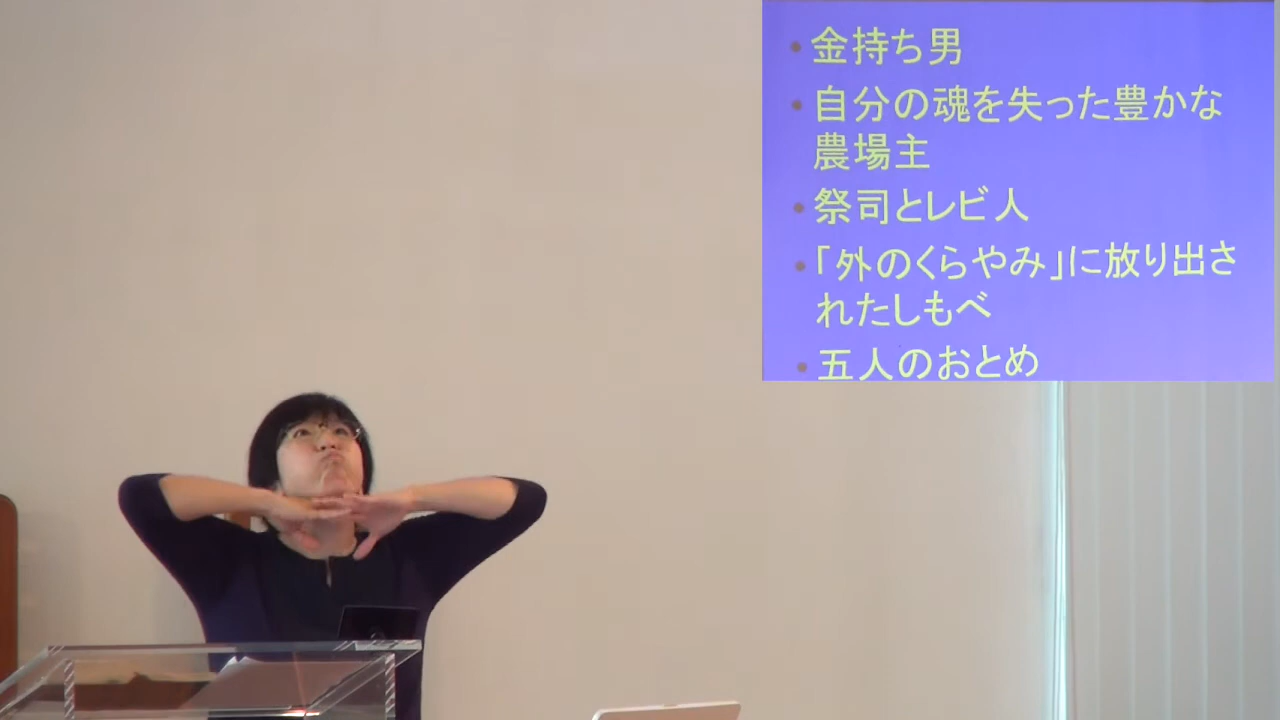 • 金持ち男
• 自分の魂を失った豊かな
農場主
• 祭司とレビ人
• 「外のくらやみ」に放り出さ
れたしもべ
• 五人のおとめ